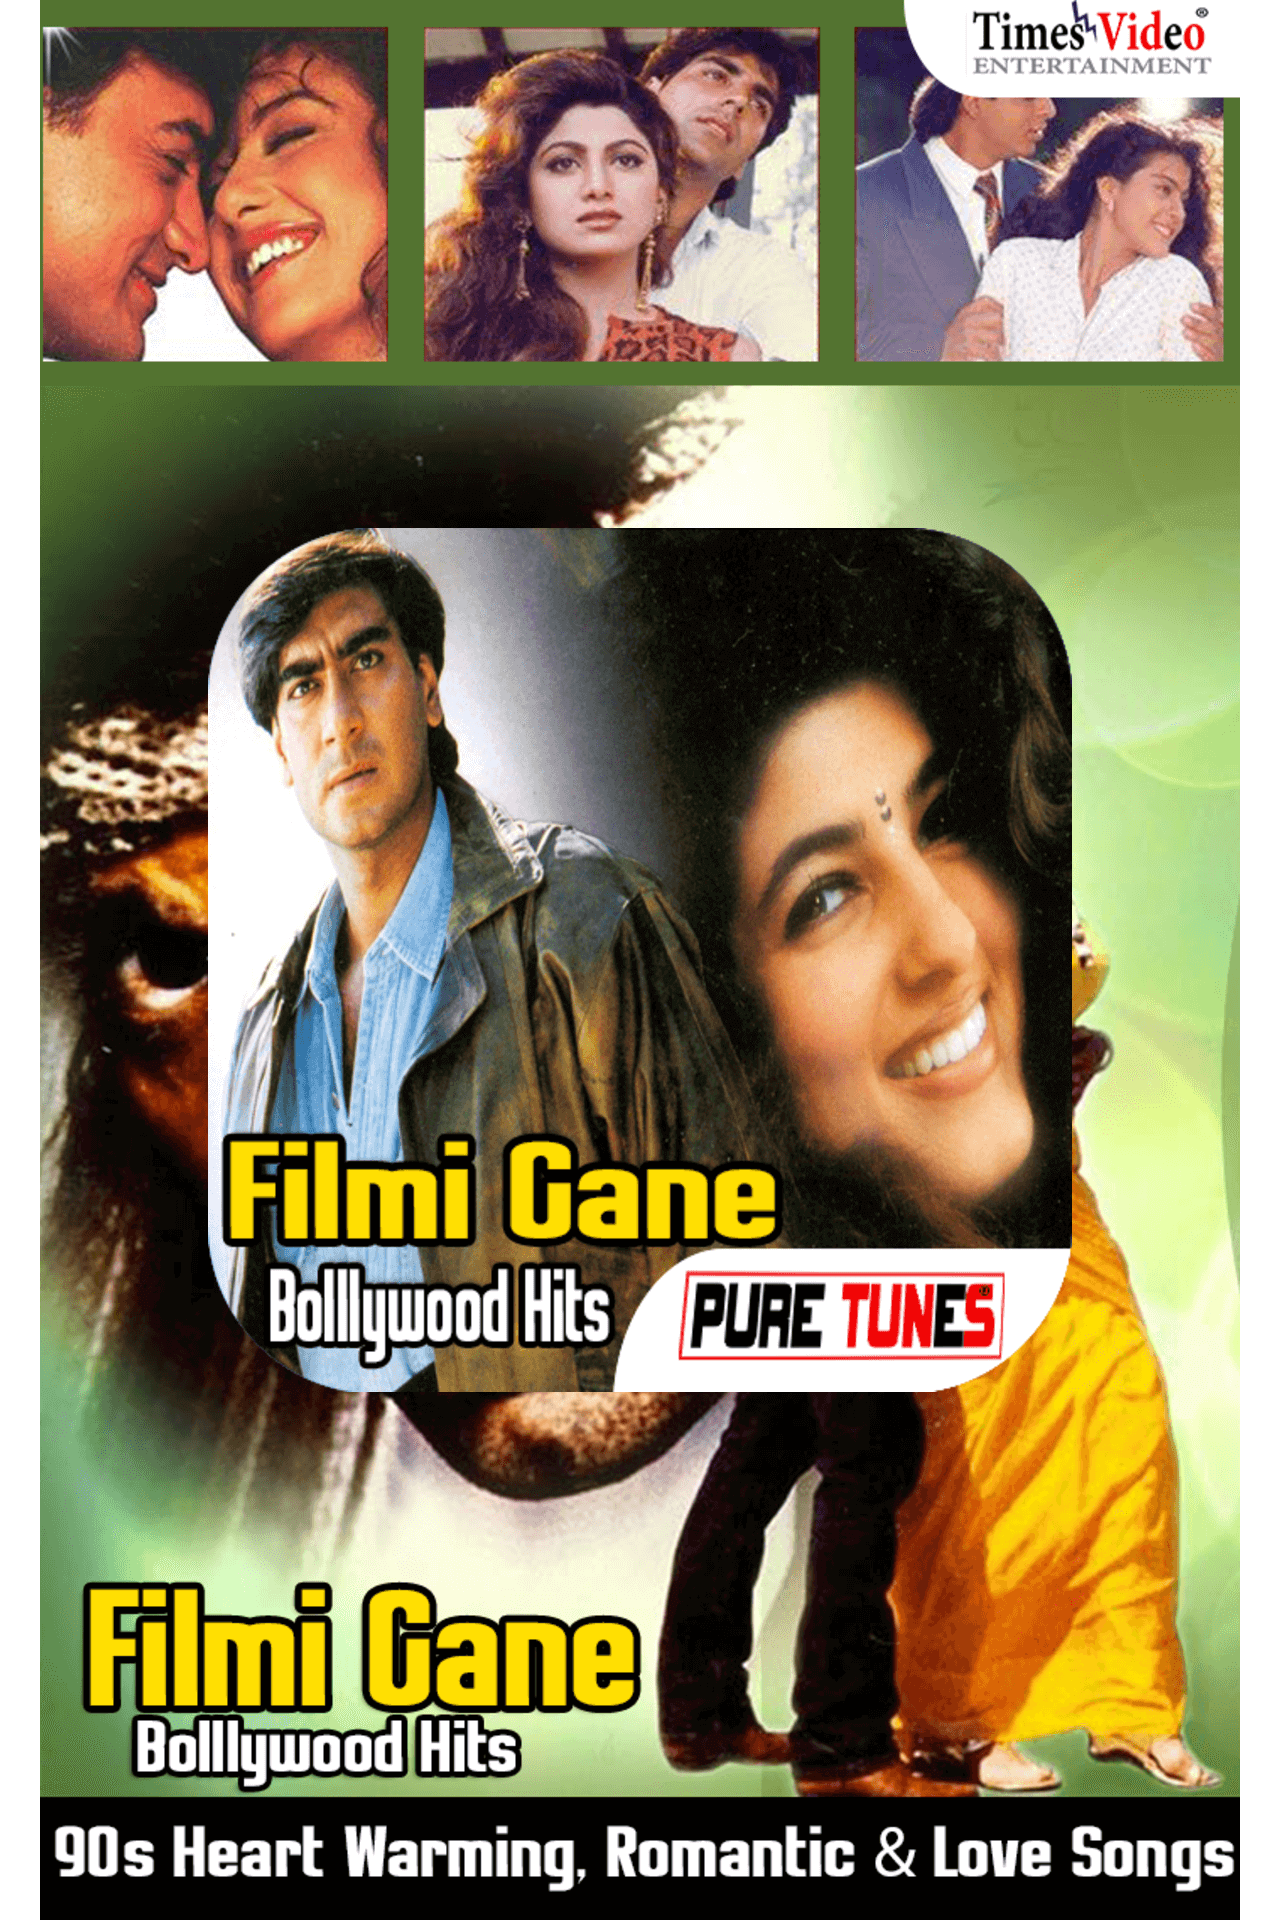 Times Video®
ENTERTAINMENT
Filmi Gane
Bolllywood Hits
PURE TUNES
Filmi Gane
Bolllywood Hits
90s Heart Warming, Romantic & Love Songs